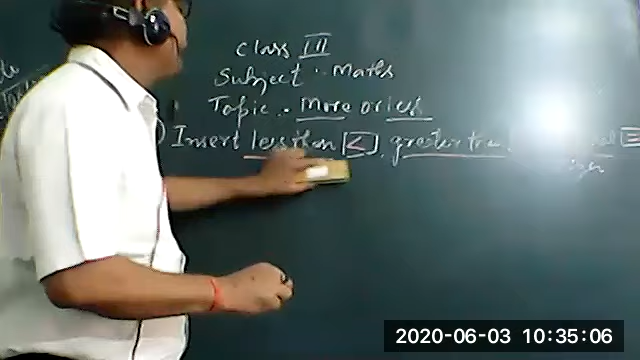 Class III
Subject : Maths
Topic : More or less
) Insert less than [<], greater than [=]
sign
2020-06-03 10:35:06